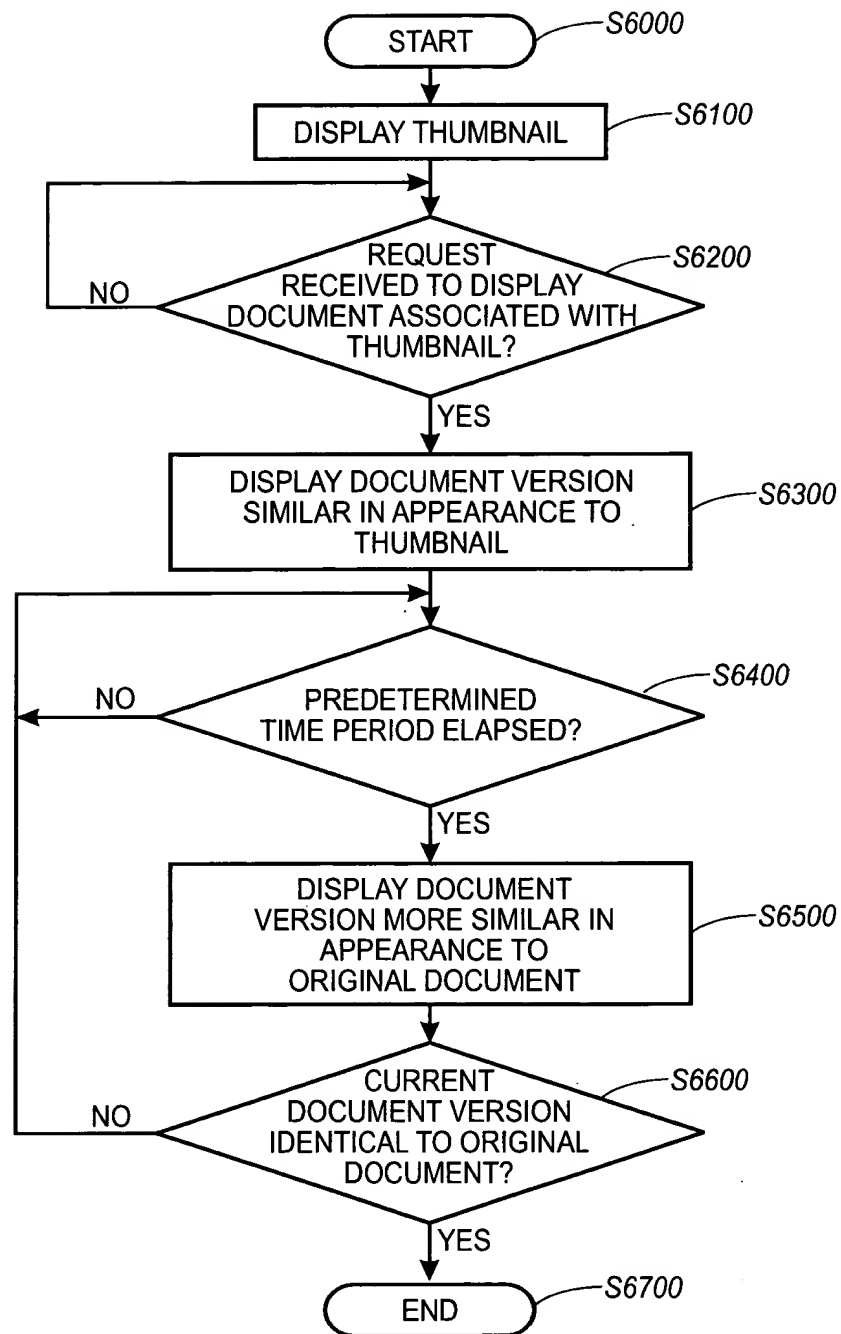 START
S6000
DISPLAY THUMBNAIL
S6100
REQUEST
RECEIVED TO DISPLAY
DOCUMENT ASSOCIATED WITH
THUMBNAIL?
S6200
NO
YES
DISPLAY DOCUMENT VERSION
SIMILAR IN APPEARANCE TO
THUMBNAIL
S6300
PREDETERMINED
TIME PERIOD ELAPSED?
S6400
NO
YES
DISPLAY DOCUMENT
VERSION MORE SIMILAR IN
APPEARANCE TO
ORIGINAL DOCUMENT
S6500
CURRENT
DOCUMENT VERSION
IDENTICAL TO ORIGINAL
DOCUMENT?
S6600
NO
YES
END
S6700